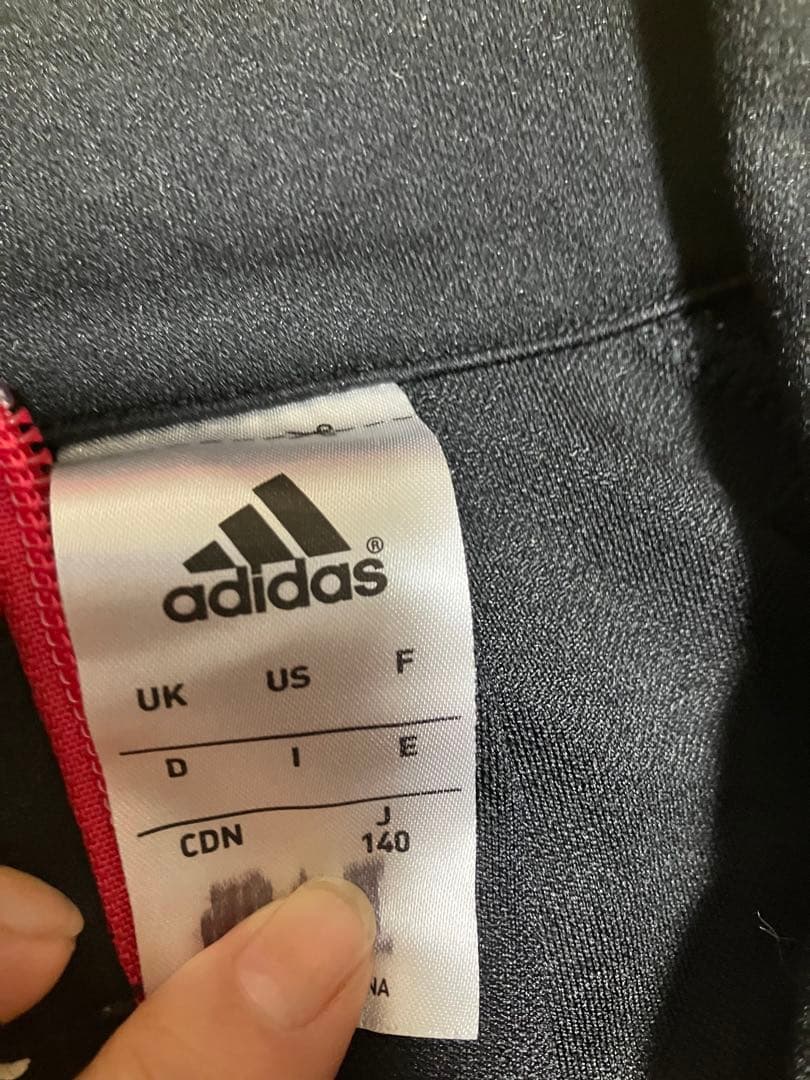 adidas®
UK US F
D I E
CDN J
140
NA